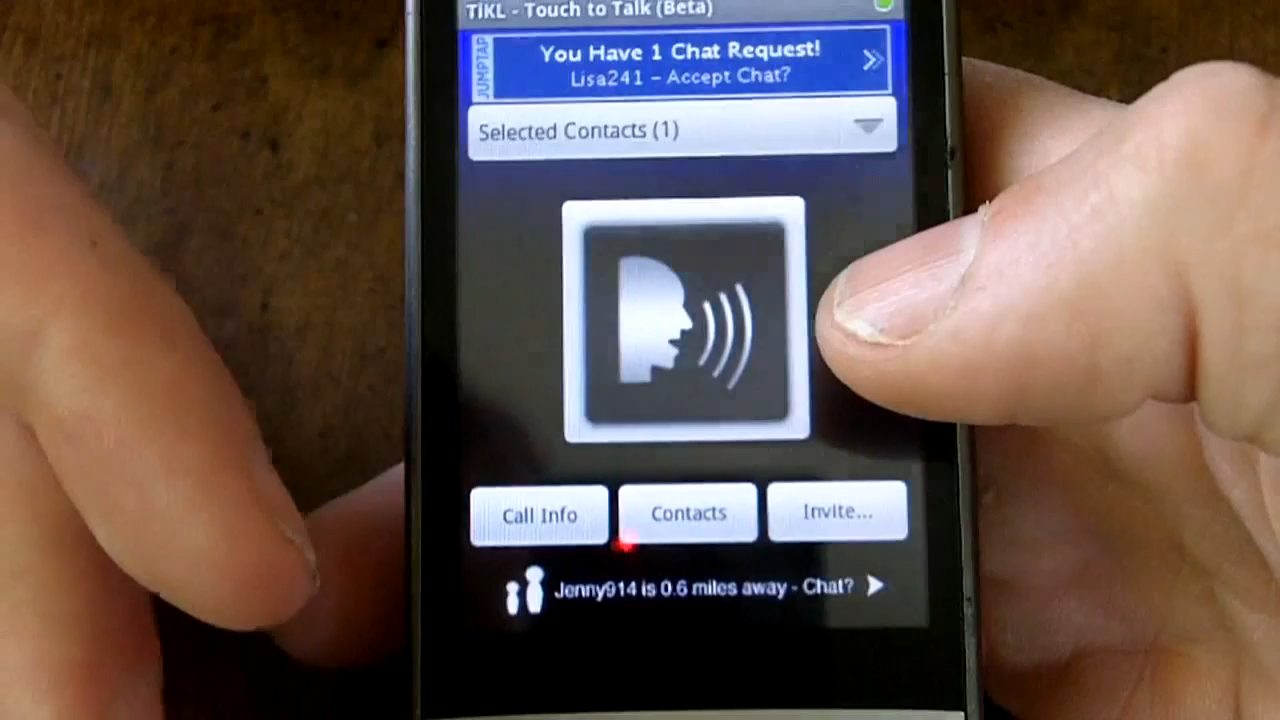 TiKL - Touch to Talk (Beta)
JUMPTAP
You Have 1 Chat Request!
Lisa241 - Accept Chat?
Selected Contacts (1)
Call Info
Contacts
Invite...
Jenny914 is 0.6 miles away - Chat?